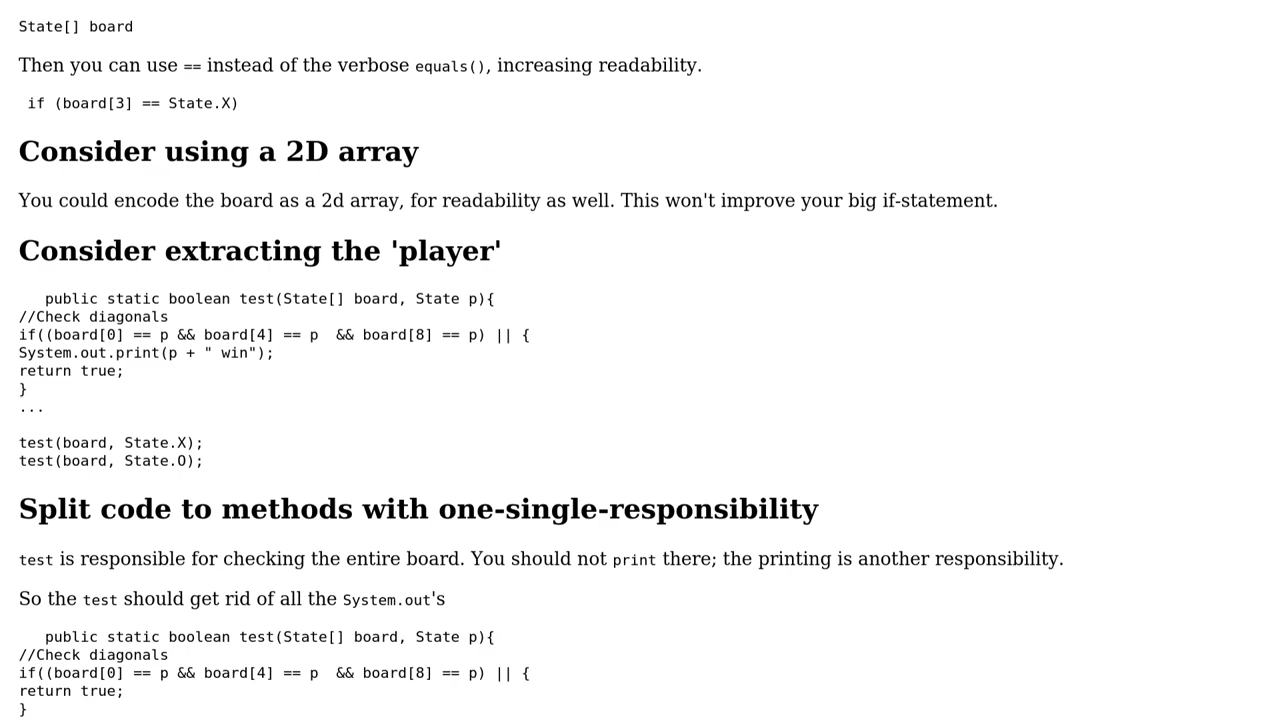 State[] board
Then you can use == instead of the verbose equals(), increasing readability.
if (board[3] == State.X)
Consider using a 2D array
You could encode the board as a 2d array, for readability as well. This won't improve your big if-statement.
Consider extracting the 'player'
public static boolean test(State[] board, State p){
//Check diagonals
if((board[0] == p && board[4] == p  && board[8] == p) || {
System.out.print(p + " win");
return true;
}
...
test(board, State.X);
test(board, State.O);
Split code to methods with one-single-responsibility
test is responsible for checking the entire board. You should not print there; the printing is another responsibility.
So the test should get rid of all the System.out's
public static boolean test(State[] board, State p){
//Check diagonals
if((board[0] == p && board[4] == p  && board[8] == p) || {
return true;
}